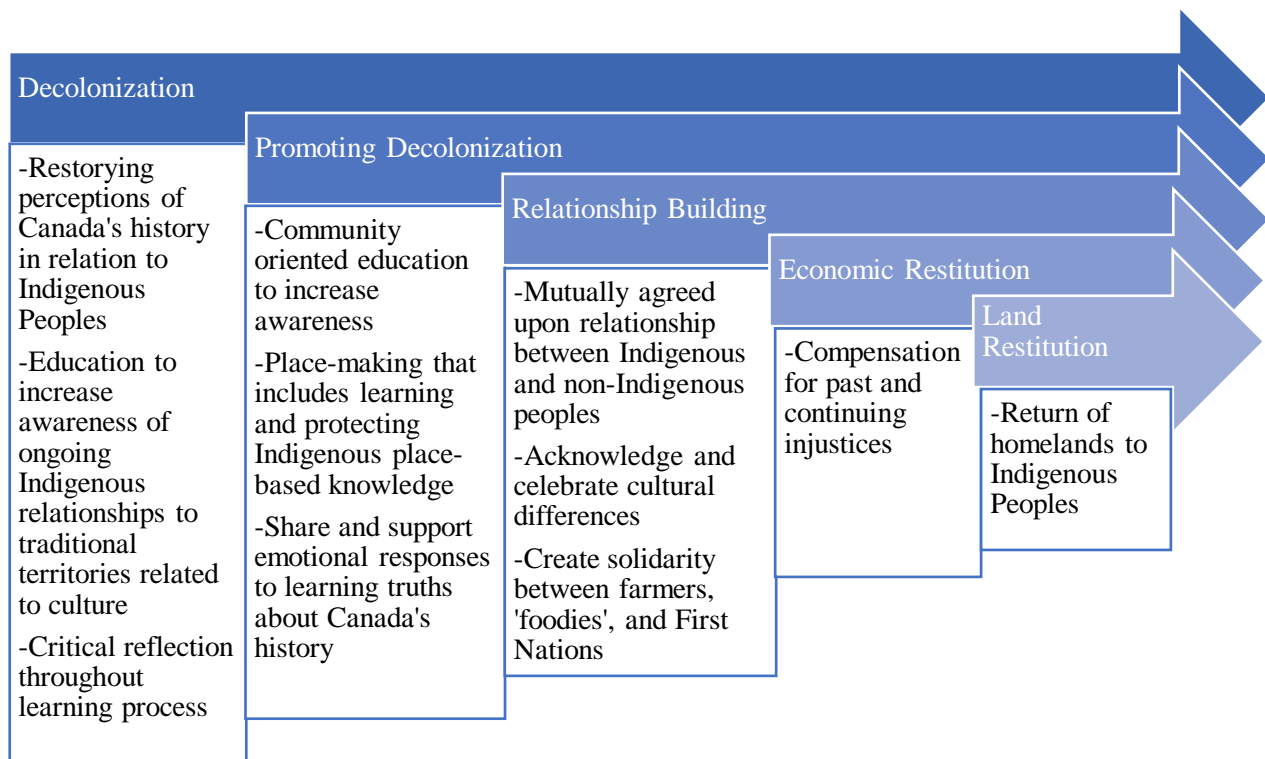 Decolonization
-Restorying
perceptions of
Canada's history
in relation to
Indigenous
Peoples
-Education to
increase
awareness of
ongoing
Indigenous
relationships to
traditional
territories related
to culture
-Critical reflection
throughout
learning process
Promoting Decolonization
-Community
oriented education
to increase
awareness
-Place-making that
includes learning
and protecting
Indigenous place-
based knowledge
-Share and support
emotional responses
to learning truths
about Canada's
history
Relationship Building
-Mutually agreed
upon relationship
between Indigenous
and non-Indigenous
peoples
-Acknowledge and
celebrate cultural
differences
-Create solidarity
between farmers,
'foodies', and First
Nations
Economic Restitution
-Compensation
for past and
continuing
injustices
Land
Restitution
-Return of
homelands to
Indigenous
Peoples